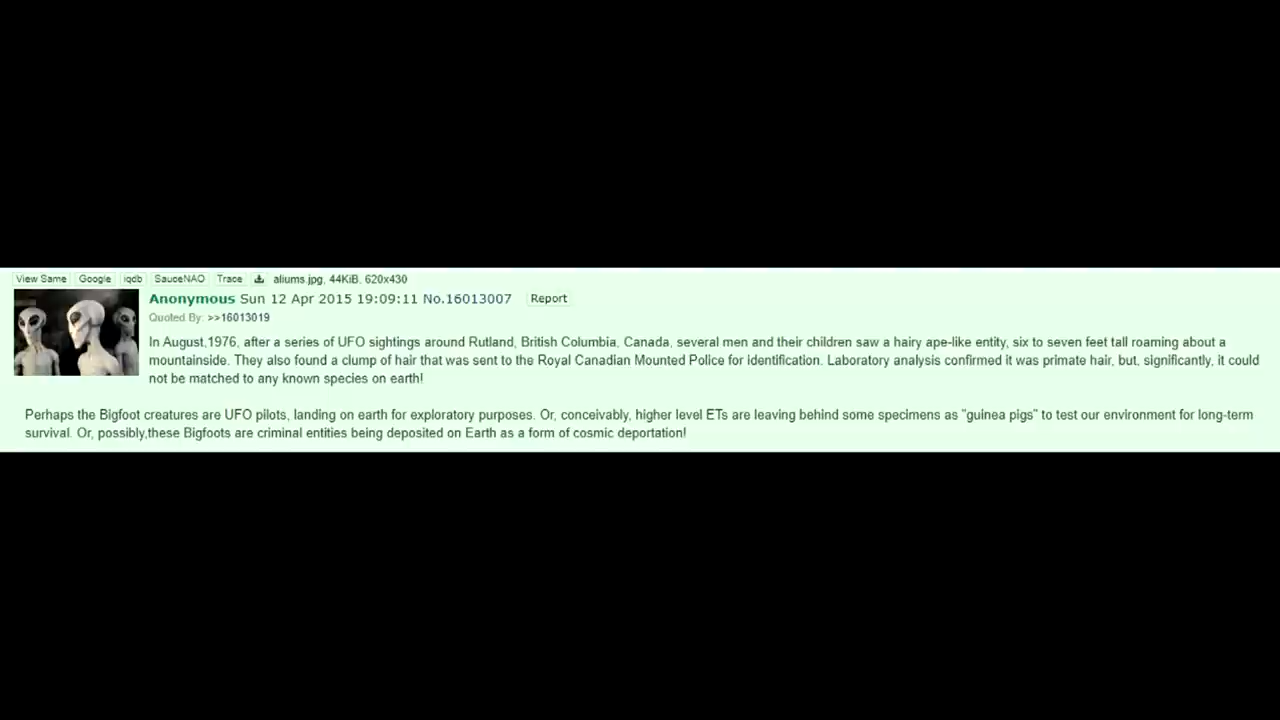 View Same Google iqdb SauceNAO Trace aliums.jpg, 44KiB, 620x430
Anonymous Sun 12 Apr 2015 19:09:11 No.16013007 Report
Quoted By: >>16013019
In August,1976, after a series of UFO sightings around Rutland, British Columbia, Canada, several men and their children saw a hairy ape-like entity, six to seven feet tall roaming about a
mountainside. They also found a clump of hair that was sent to the Royal Canadian Mounted Police for identification. Laboratory analysis confirmed it was primate hair, but, significantly, it could
not be matched to any known species on earth!
Perhaps the Bigfoot creatures are UFO pilots, landing on earth for exploratory purposes. Or, conceivably, higher level ETs are leaving behind some specimens as "guinea pigs" to test our environment for long-term
survival. Or, possibly,these Bigfoots are criminal entities being deposited on Earth as a form of cosmic deportation!